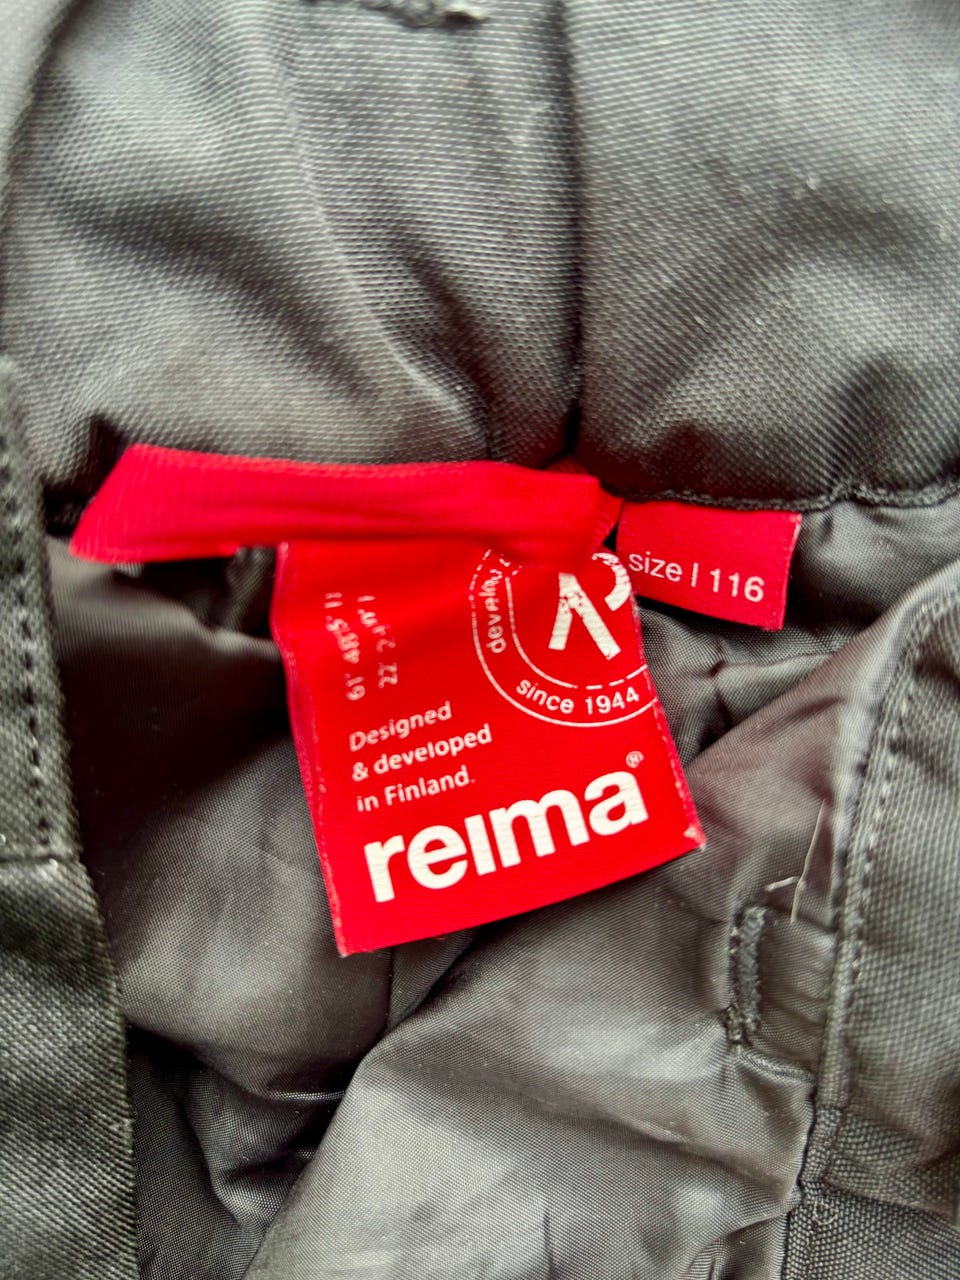 size | 116
since 1944
Designed
& developed
in Finland.
reima®